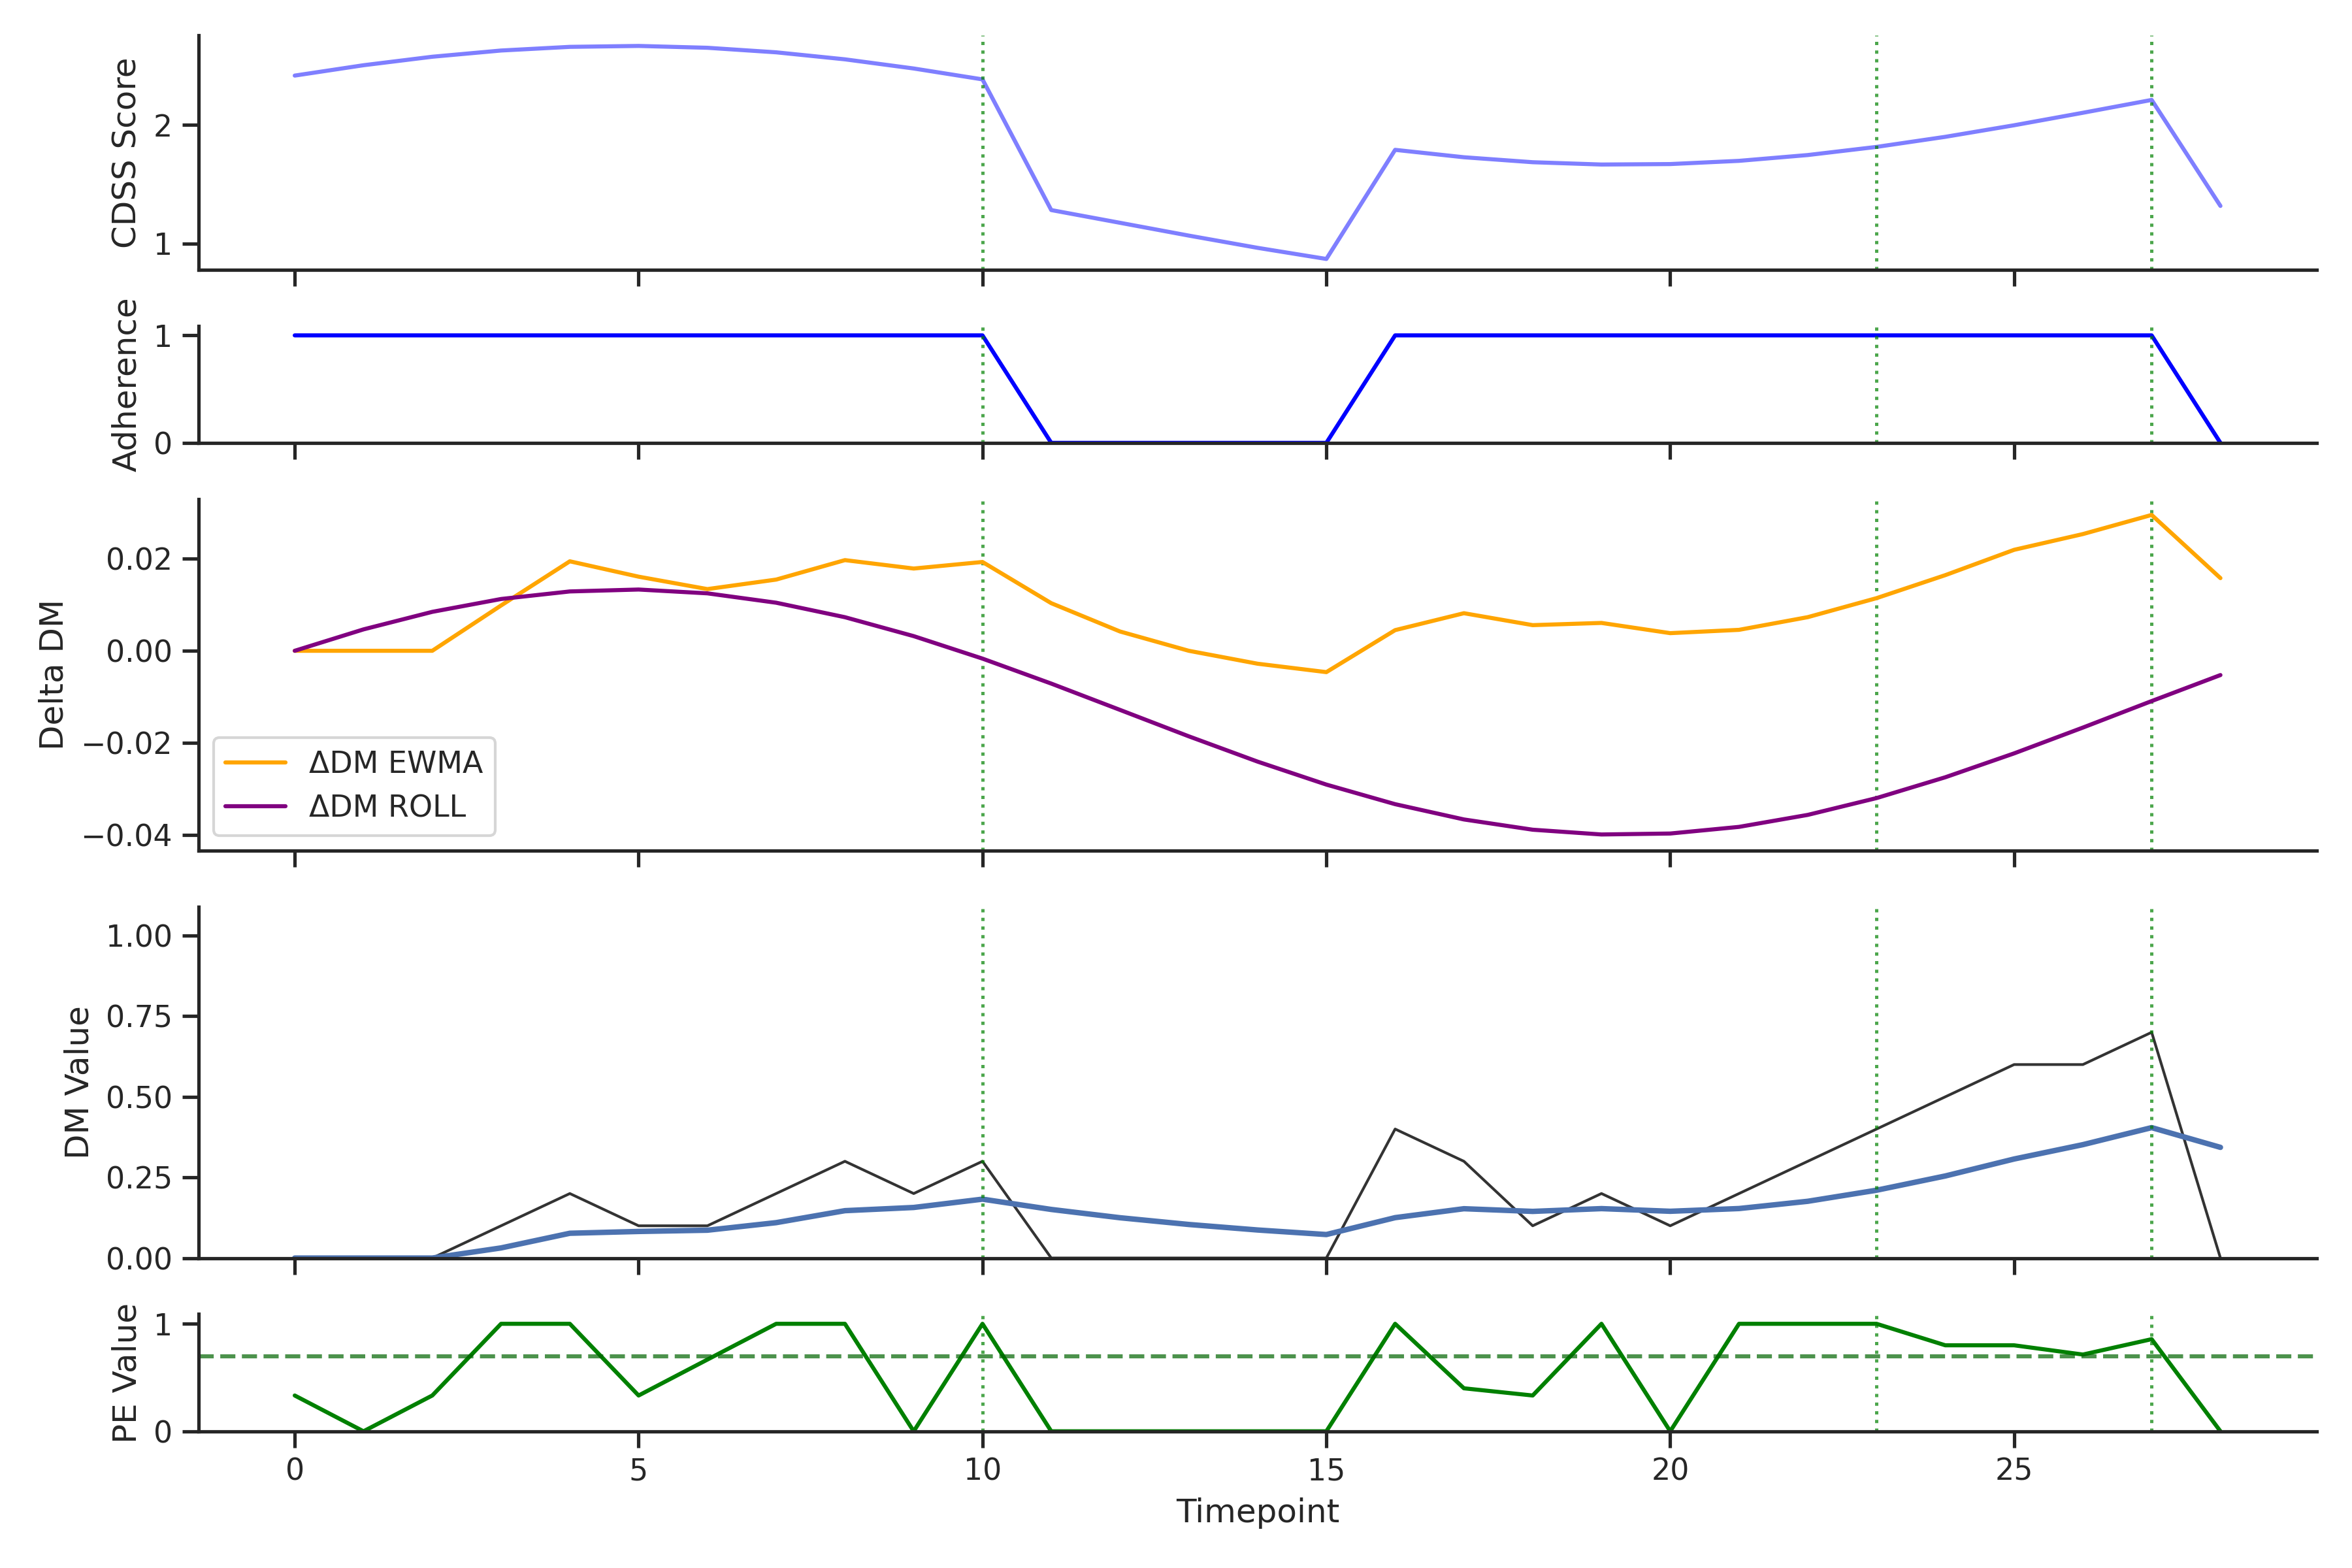 CDSS Score
2
1
Adherence
1
0
Delta DM
0.02
0.00
−0.02
−0.04
ΔDM EWMA
ΔDM ROLL
DM Value
1.00
0.75
0.50
0.25
0.00
PE Value
1
0
0 5 10 15 20 25
Timepoint